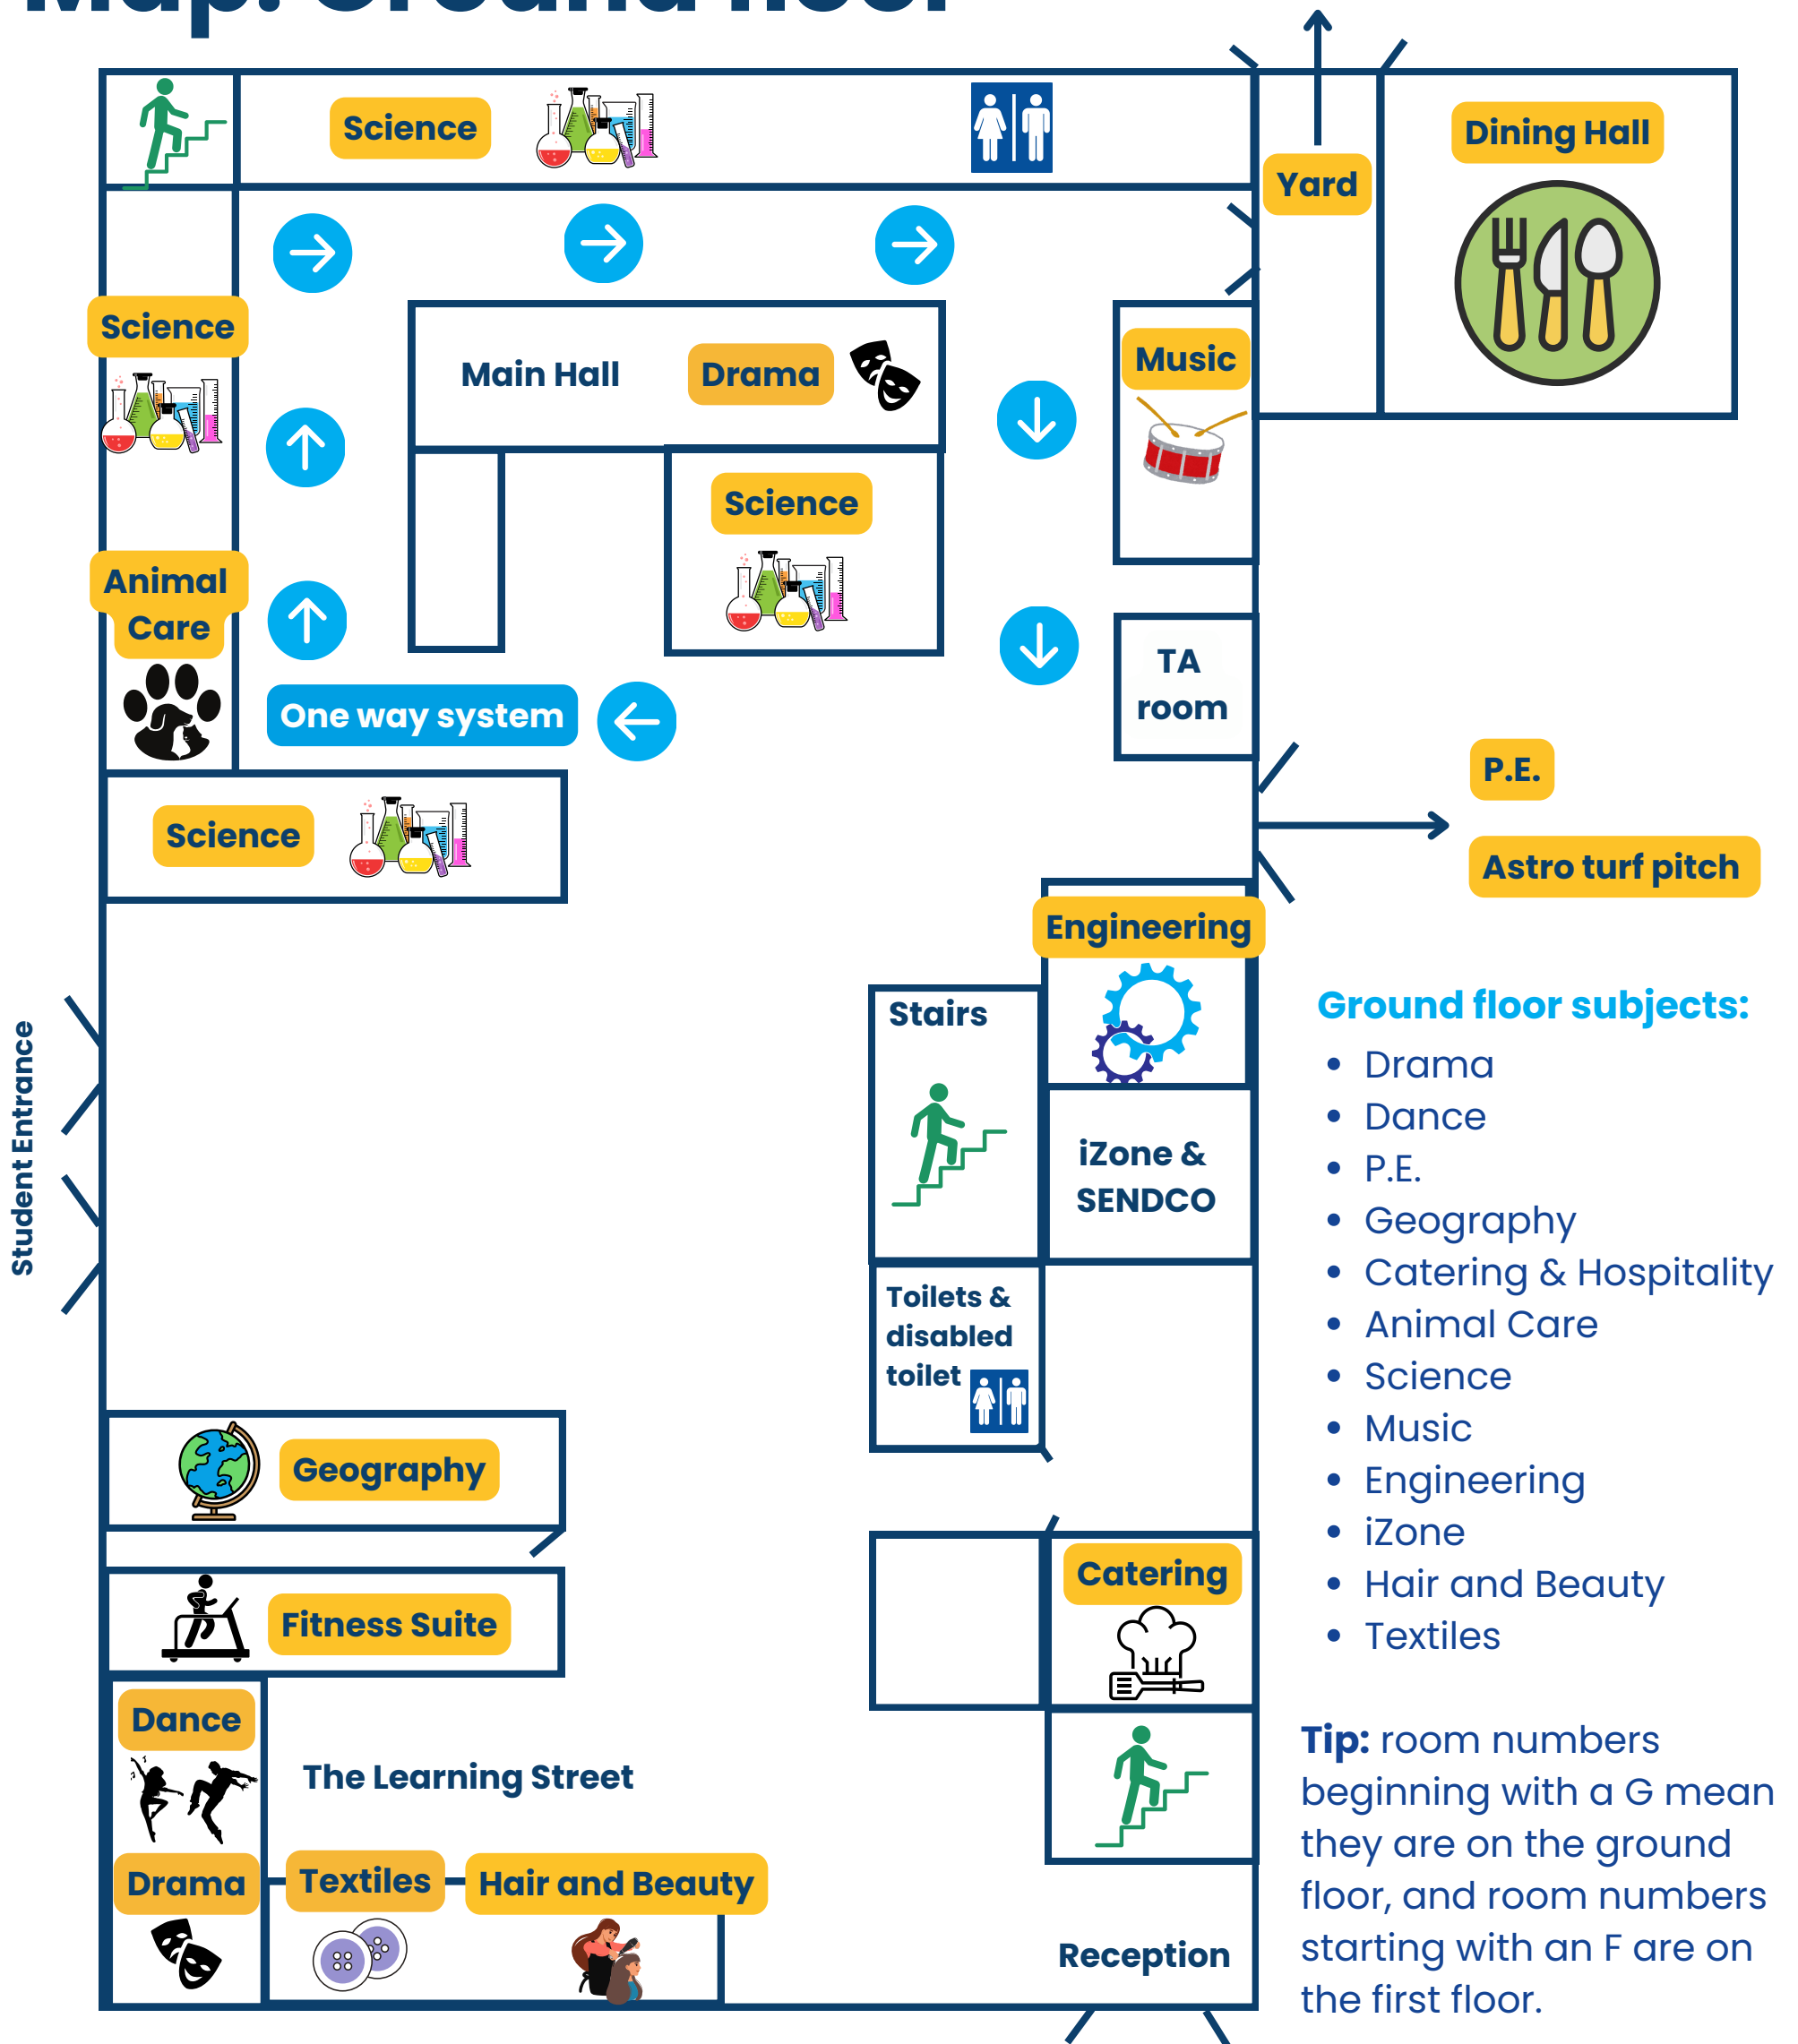 Map: Ground floor
Science
Dining Hall
Yard
Science
Main Hall
Drama
Music
Science
Animal
Care
TA
room
One way system
P.E.
Science
Astro turf pitch
Engineering
Student Entrance
Stairs
iZone &
SENDCO
Toilets &
disabled
toilet
Geography
Catering
Fitness Suite
Dance
The Learning Street
Drama
Textiles
Hair and Beauty
Reception
Ground floor subjects:
• Drama
• Dance
• P.E.
• Geography
• Catering & Hospitality
• Animal Care
• Science
• Music
• Engineering
• iZone
• Hair and Beauty
• Textiles
Tip: room numbers
beginning with a G mean
they are on the ground
floor, and room numbers
starting with an F are on
the first floor.